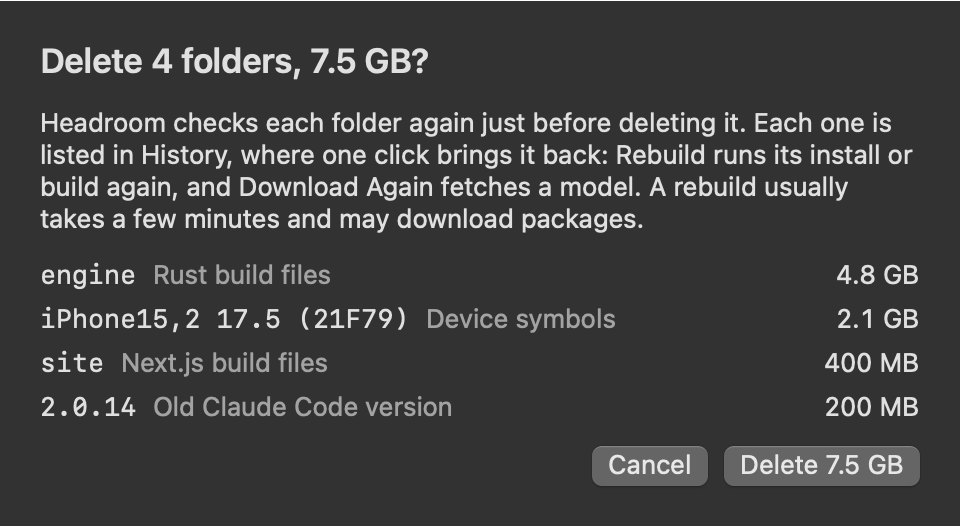 Delete 4 folders, 7.5 GB?
Headroom checks each folder again just before deleting it. Each one is
listed in History, where one click brings it back: Rebuild runs its install or
build again, and Download Again fetches a model. A rebuild usually
takes a few minutes and may download packages.
engine Rust build files 4.8 GB
iPhone15,2 17.5 (21F79) Device symbols 2.1 GB
site Next.js build files 400 MB
2.0.14 Old Claude Code version 200 MB
Cancel Delete 7.5 GB